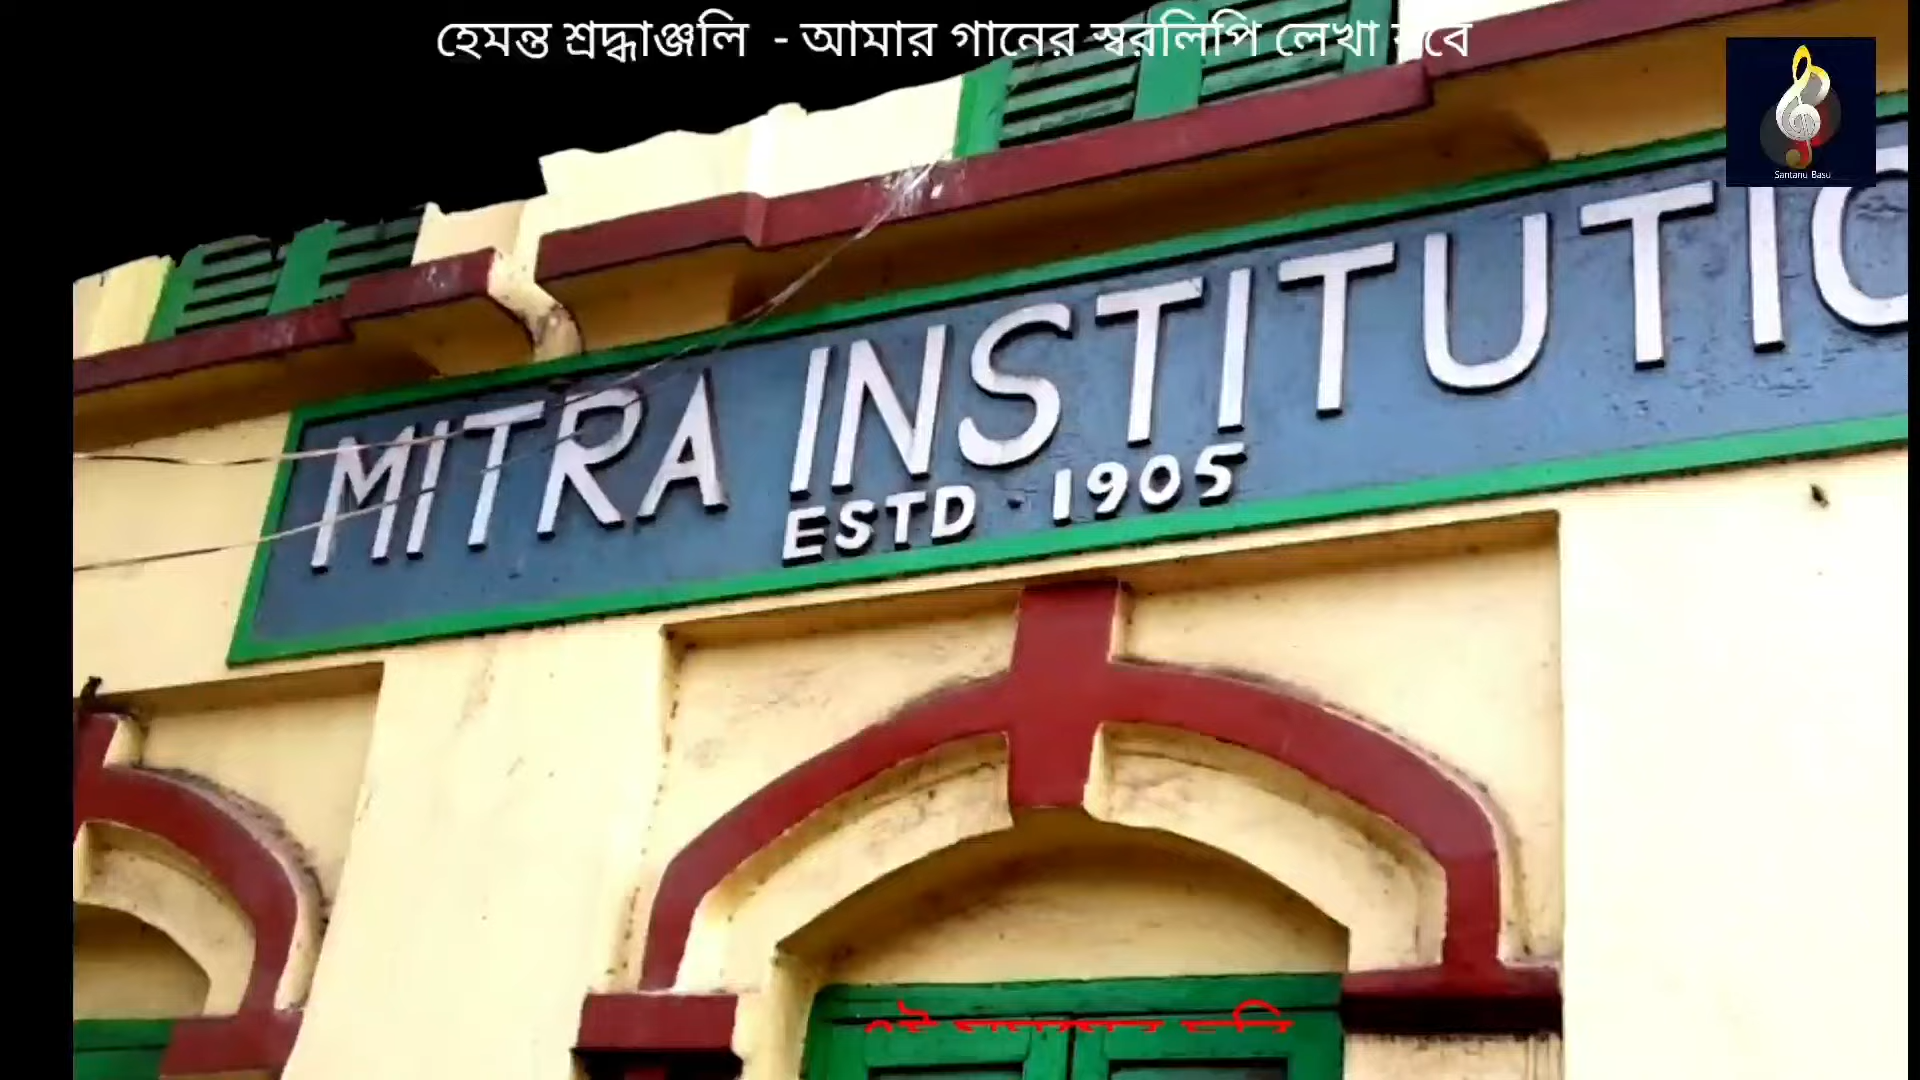 হেমন্ত শ্রদ্ধাঞ্জলি - আমার গানের স্বরলিপি লেখা রবে
Santanu Basu
MITRA INSTITUTIO
ESTD · 1905